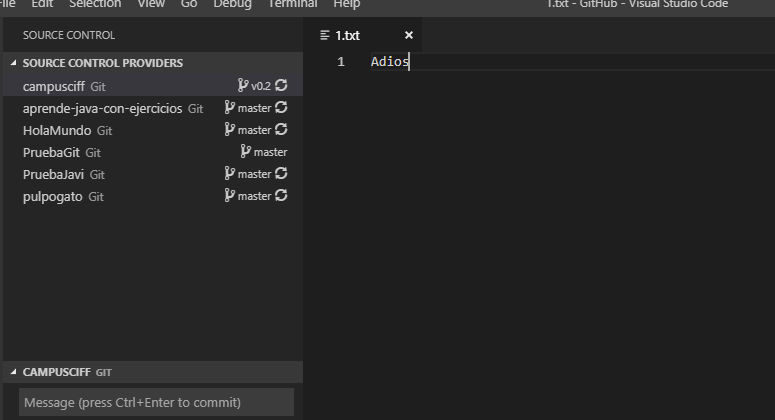 File Edit Selection View Go Debug Terminal Help 1.txt - GitHub - Visual Studio Code
SOURCE CONTROL
1.txt
SOURCE CONTROL PROVIDERS
1 Adios
campusciff Git v0.2
aprende-java-con-ejercicios Git master
HolaMundo Git master
PruebaGit Git master
PruebaJavi Git master
pulpogato Git master
CAMPUSCIFF GIT
Message (press Ctrl+Enter to commit)